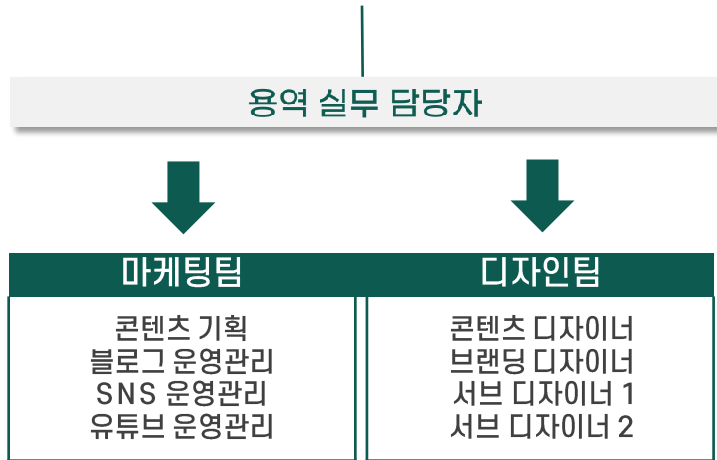 용역 실무 담당자
마케팅팀
콘텐츠 기획
블로그 운영관리
SNS 운영관리
유튜브 운영관리
디자인팀
콘텐츠 디자이너
브랜딩 디자이너
서브 디자이너 1
서브 디자이너 2